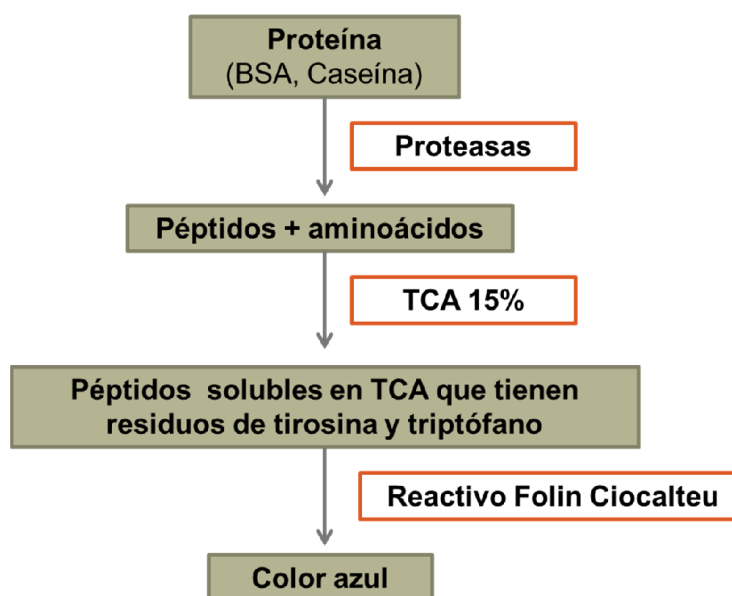 Proteína
(BSA, Caseína)
Proteasas
Péptidos + aminoácidos
TCA 15%
Péptidos solubles en TCA que tienen
residuos de tirosina y triptófano
Reactivo Folin Ciocalteu
Color azul